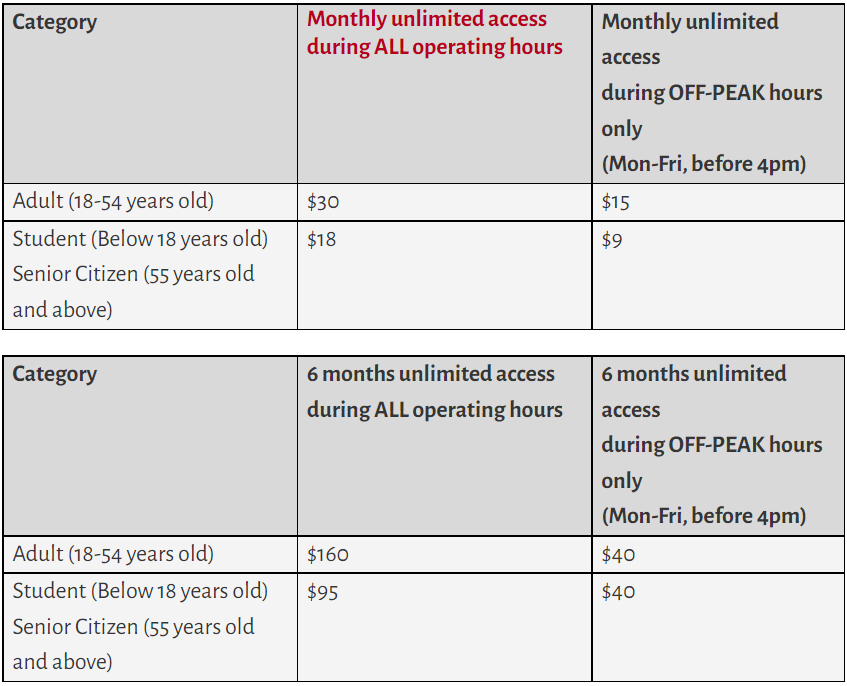 Category
Monthly unlimited access
during ALL operating hours
Monthly unlimited
access
during OFF-PEAK hours
only
(Mon-Fri, before 4pm)
Adult (18-54 years old)
$30
$15
Student (Below 18 years old)
Senior Citizen (55 years old
and above)
$18
$9
Category
6 months unlimited access
during ALL operating hours
6 months unlimited
access
during OFF-PEAK hours
only
(Mon-Fri, before 4pm)
Adult (18-54 years old)
$160
$40
Student (Below 18 years old)
Senior Citizen (55 years old
and above)
$95
$40